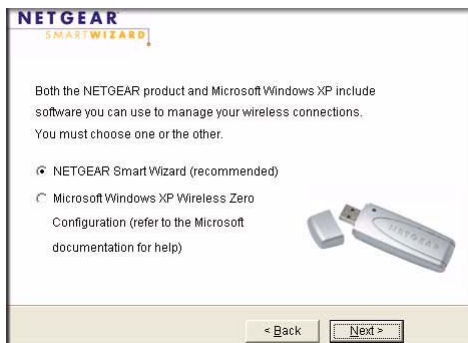 NETGEAR
SMARTWIZARD
Both the NETGEAR product and Microsoft Windows XP include
software you can use to manage your wireless connections.
You must choose one or the other.
NETGEAR Smart Wizard (recommended)
Microsoft Windows XP Wireless Zero
Configuration (refer to the Microsoft
documentation for help)
NETGEAR
< Back
Next >